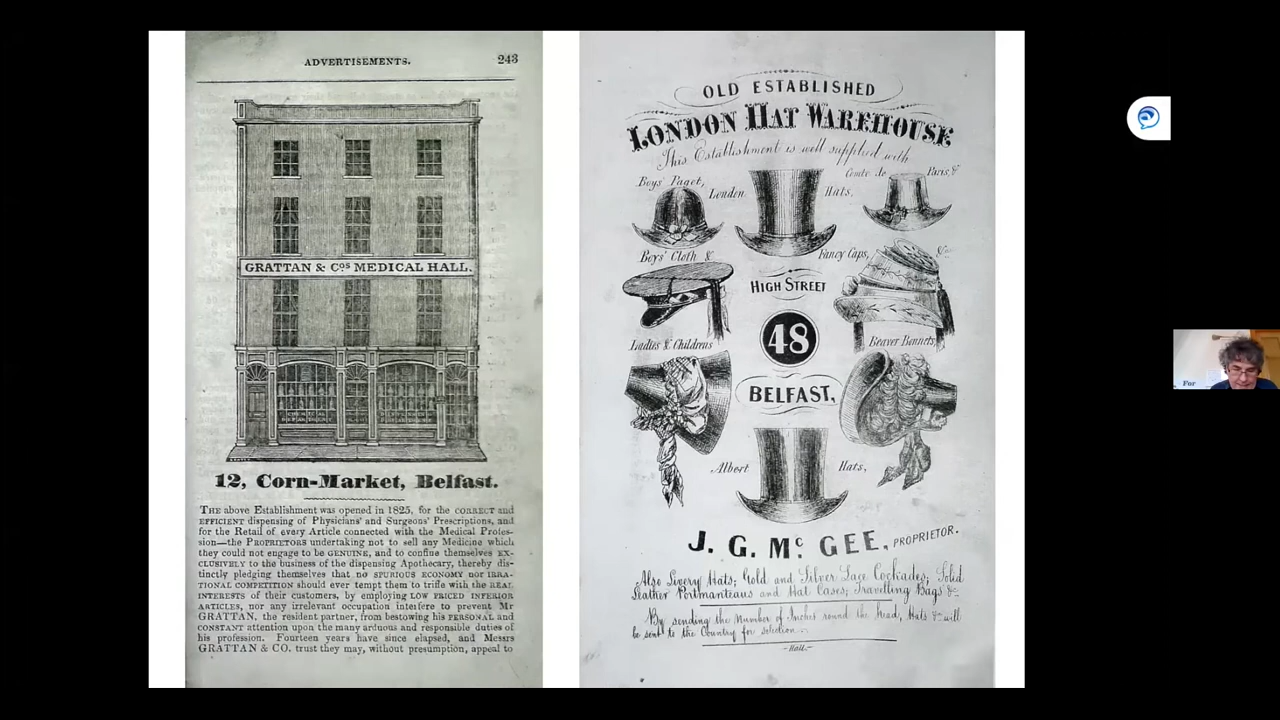 ADVERTISEMENTS. 243
GRATTAN & Cos MEDICAL HALL.
12, Corn-Market, Belfast.
THE above Establishment was opened in 1825, for the CORRECT and
EFFICIENT dispensing of Physicians' and Surgeons' Prescriptions, and
for the Retail of every Article connected with the Medical Profes-
sion—the PROPRIETORS undertaking not to sell any Medicine which
they could not engage to be GENUINE, and to confine themselves EX-
CLUSIVELY to the business of the dispensing Apothecary, thereby dis-
tinctly pledging themselves that no SPURIOUS ECONOMY nor IRRA-
TIONAL COMPETITION should ever tempt them to trifle with the REAL
INTERESTS of their customers, by employing LOW PRICED INFERIOR
ARTICLES, nor any irrelevant occupation interfere to prevent Mr
GRATTAN, the resident partner, from bestowing his PERSONAL and
CONSTANT attention upon the many arduous and responsible duties of
his profession. Fourteen years have since elapsed, and Messrs
GRATTAN & CO. trust they may, without presumption, appeal to
OLD ESTABLISHED
LONDON HAT WAREHOUSE
This Establishment is well supplied with
Boys' Paget, London Hats, Comte de Paris, &
Boys' Cloth & Fancy Caps, &c
HIGH STREET
48
Ladies & Childrens Beaver Bonnets,
BELFAST,
Albert Hats,
J. G. Mc GEE, PROPRIETOR.
Also Livery Hats; Gold and Silver Lace Cockades; Solid
Leather Portmanteaus and Hat Cases; Travelling Bags &c
By sending the Number of Inches round the Head, Hats &c will
be sent to the Country for selection
For